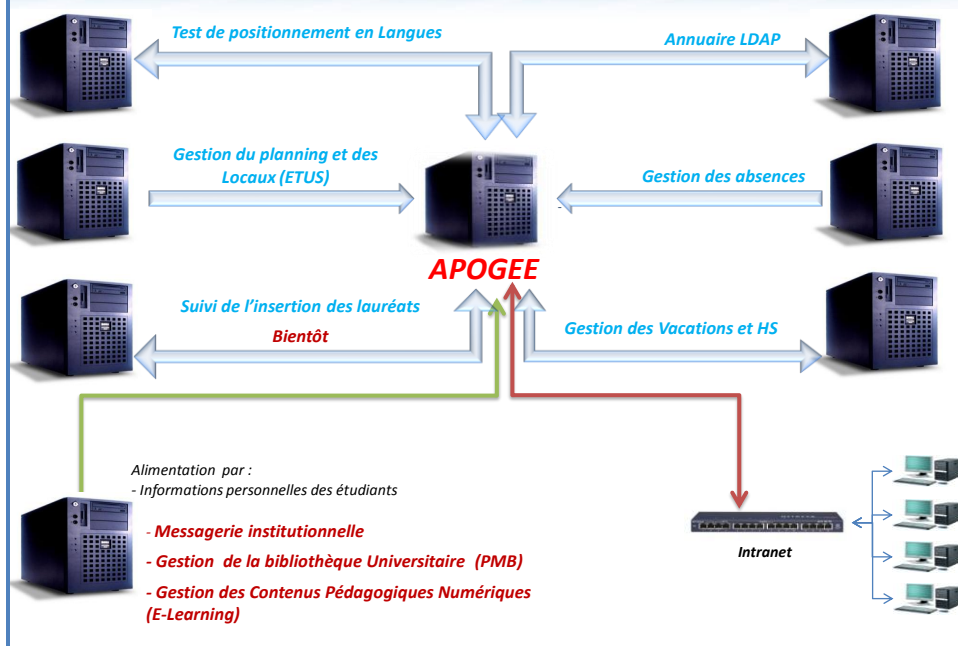 Test de positionnement en Langues
Annuaire LDAP
Gestion du planning et des
Locaux (ETUS)
Gestion des absences
APOGEE
Suivi de l’insertion des lauréats
Bientôt
Gestion des Vacations et HS
Alimentation par :
- Informations personnelles des étudiants
- Messagerie institutionnelle
- Gestion de la bibliothèque Universitaire (PMB)
- Gestion des Contenus Pédagogiques Numériques
(E-Learning)
Intranet